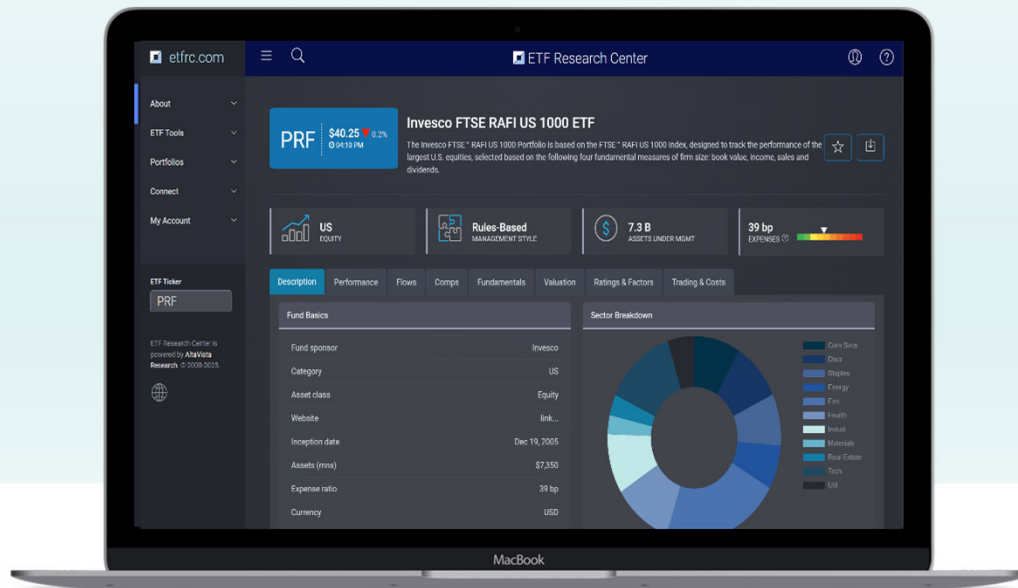 etfrc.com
ETF Research Center
About
ETF Tools
Portfolios
Connect
My Account
ETF Ticker
PRF
ETF Research Center is
powered by AltaVista
Research. © 2008-2025.
PRF
$40.25 0.2%
04:10 PM
Invesco FTSE RAFI US 1000 ETF
The Invesco FTSE™ RAFI US 1000 Portfolio is based on the FTSE™ RAFI US 1000 Index, designed to track the performance of the
largest U.S. equities, selected based on the following four fundamental measures of firm size: book value, income, sales and
dividends.
US
EQUITY
Rules-Based
MANAGEMENT STYLE
7.3 B
ASSETS UNDER MGMT
39 bp
EXPENSES
Description Performance Flows Comps Fundamentals Valuation Ratings & Factors Trading & Costs
Fund Basics
Fund sponsor Invesco
Category US
Asset class Equity
Website link...
Inception date Dec 19, 2005
Assets (mns) $7,350
Expense ratio 39 bp
Currency USD
Sector Breakdown
Com Svcs
Disc
Staples
Energy
Finc
Health
Indust
Materials
Real Estate
Tech
Util
MacBook